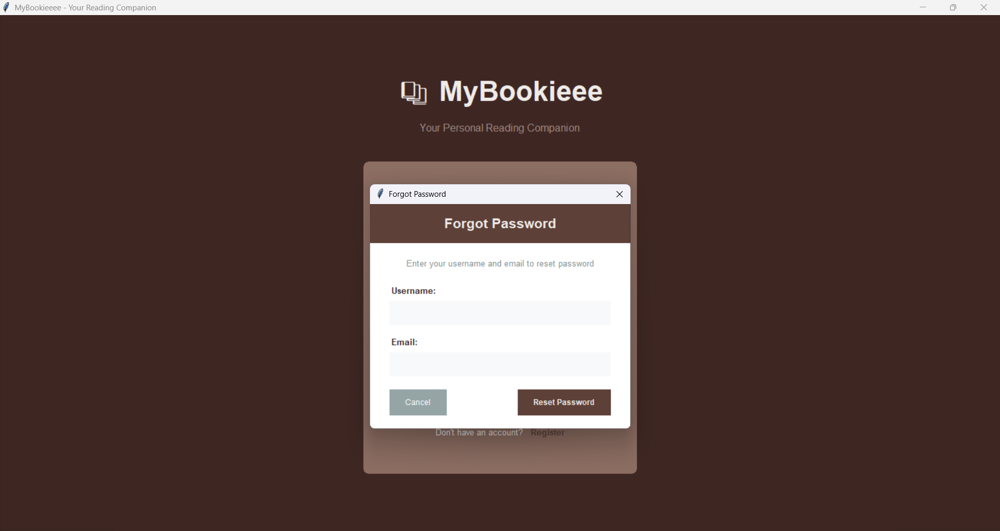 MyBookieeee - Your Reading Companion
MyBookieee
Your Personal Reading Companion
Forgot Password
Forgot Password
Enter your username and email to reset password
Username:
Email:
Cancel
Reset Password
Don't have an account? Register